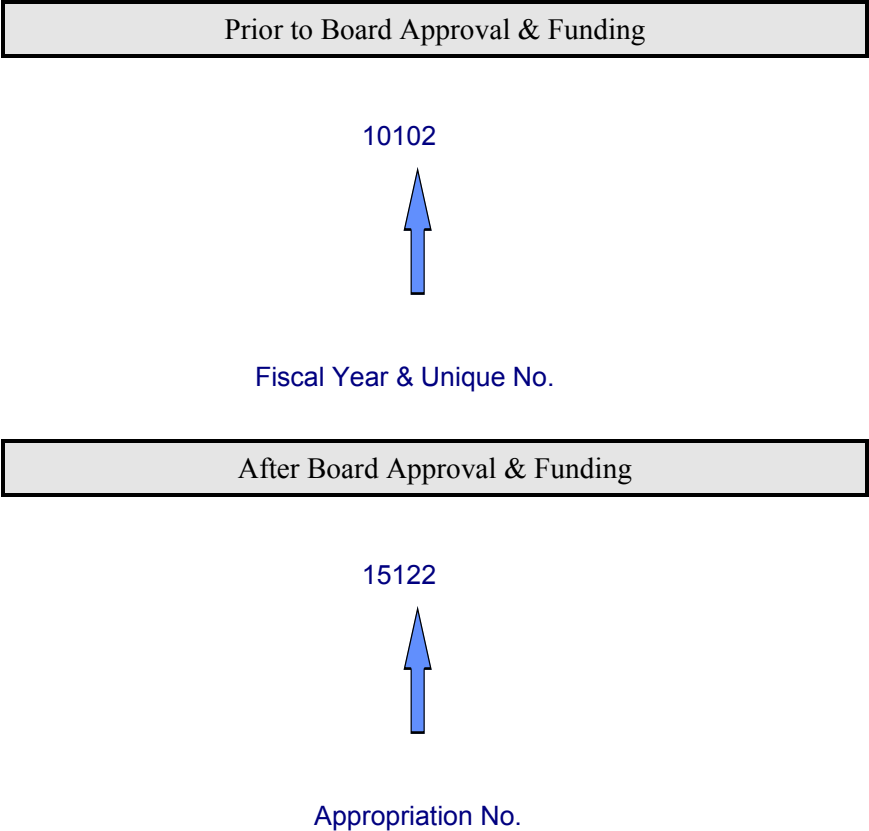 Prior to Board Approval & Funding
10102
Fiscal Year & Unique No.
After Board Approval & Funding
15122
Appropriation No.